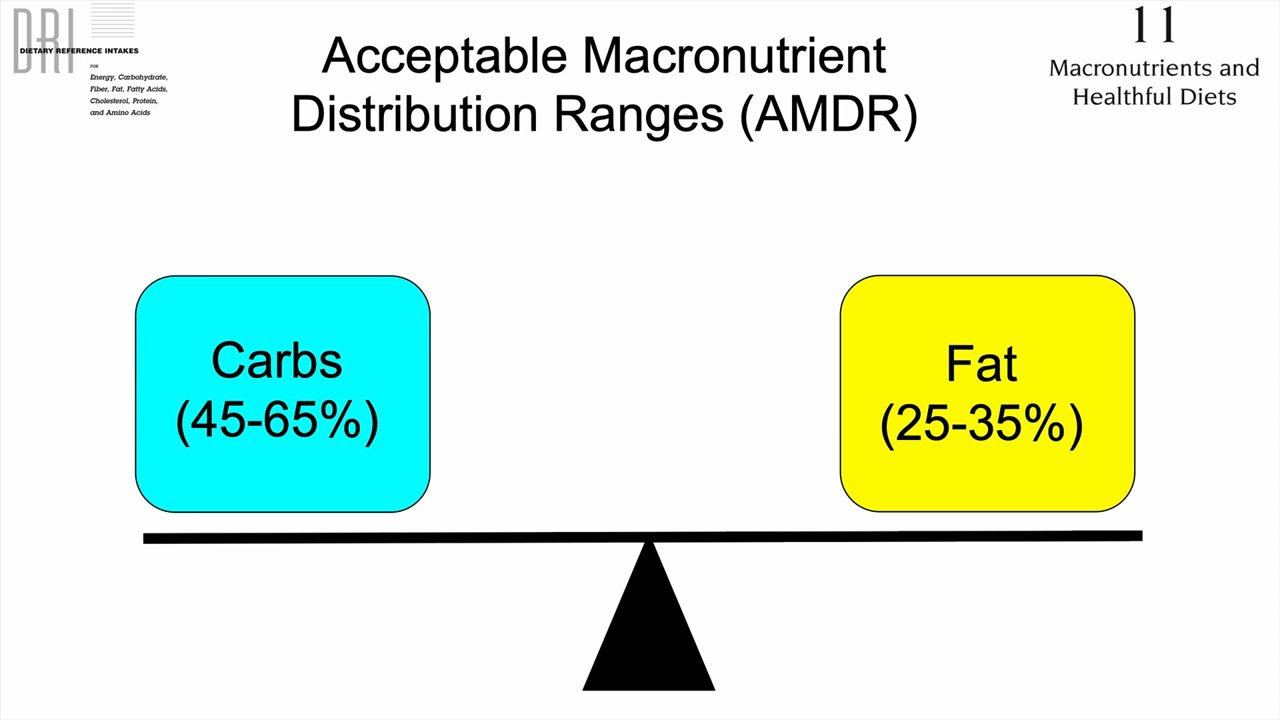 DRI
DIETARY REFERENCE INTAKES
FOR
Energy, Carbohydrate,
Fiber, Fat, Fatty Acids,
Cholesterol, Protein,
and Amino Acids
Acceptable Macronutrient
Distribution Ranges (AMDR)
11
Macronutrients and
Healthful Diets
Carbs
(45-65%)
Fat
(25-35%)